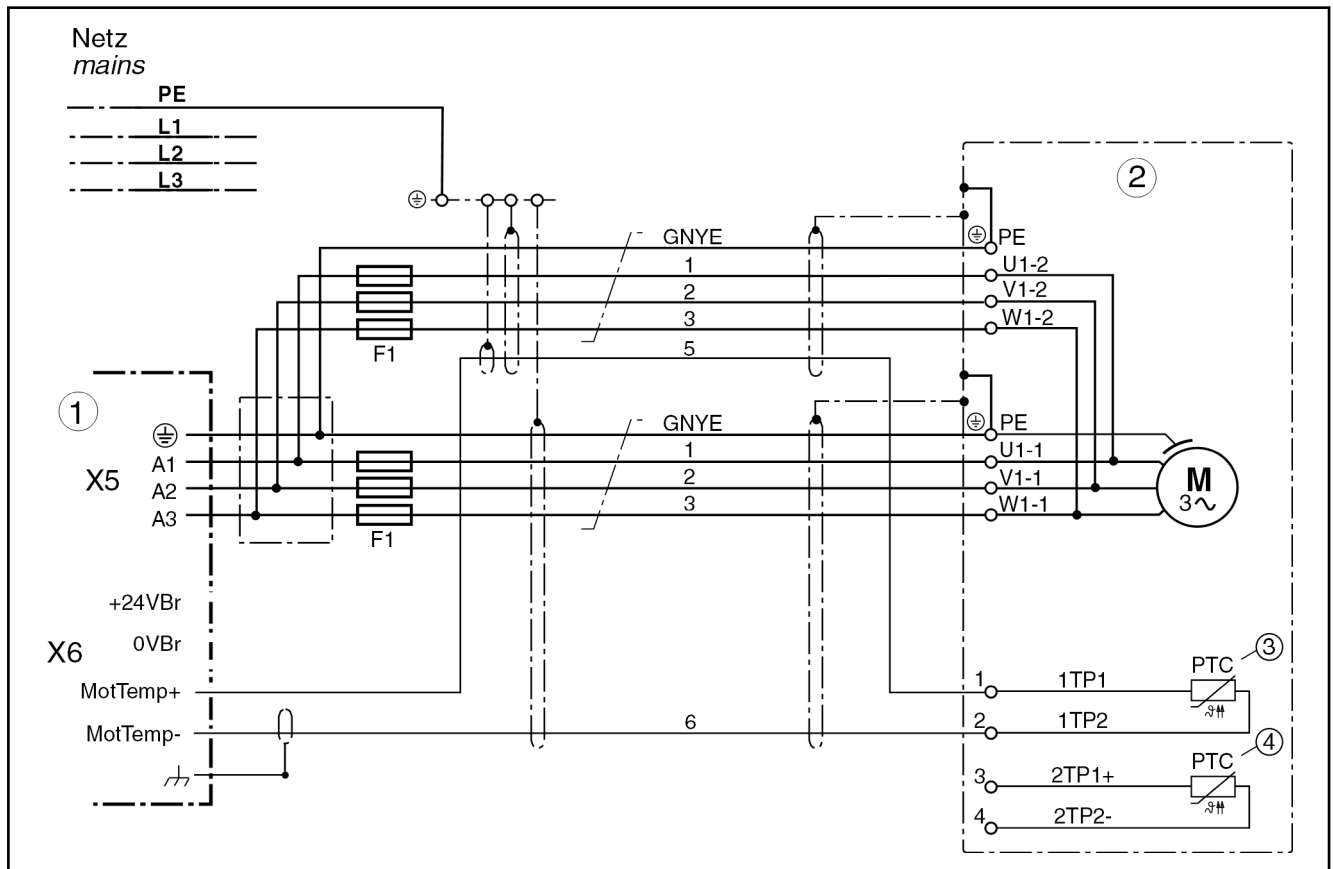 Netz
mains
PE
L1
L2
L3
2
GNYE
PE
1
U1-2
2
V1-2
3
W1-2
F1
5
1
GNYE
PE
A1
1
U1-1
X5
A2
2
V1-1
M
3
A3
3
W1-1
F1
+24VBr
X6
0VBr
MotTemp+
1
1TP1
PTC
3
MotTemp-
6
2
1TP2
3
2TP1+
PTC
4
4
2TP2-